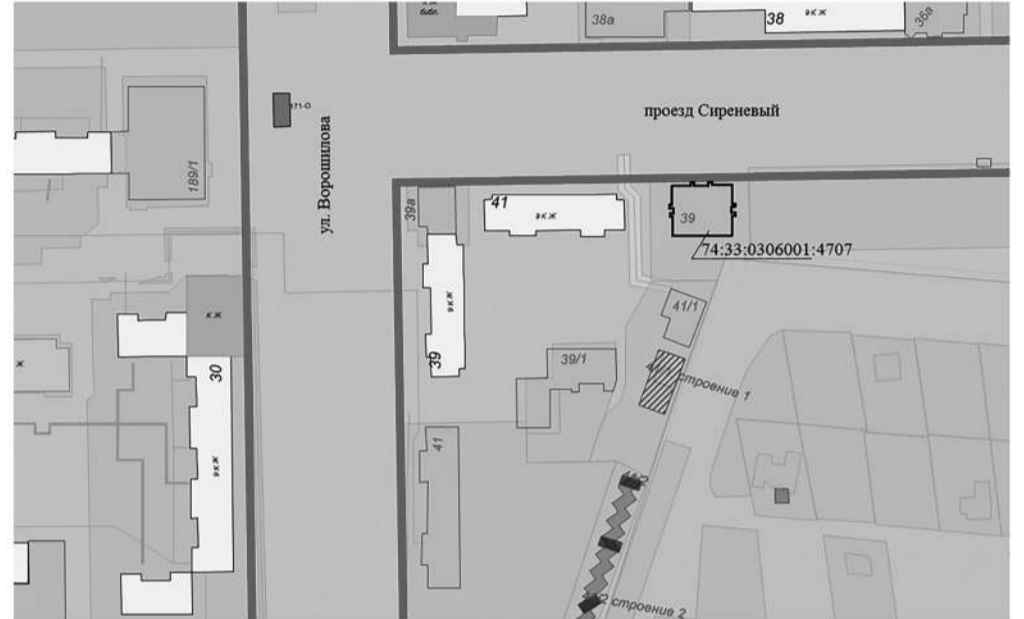 38а
38
9КЖ
36а
проезд Сиреневый
ул. Ворошилова
189/1
39а
41
9КЖ
39
74:33:0306001:4707
КЖ
9КЖ
39
41/1
30
39/1
строение 1
41
9КЖ
строение 2